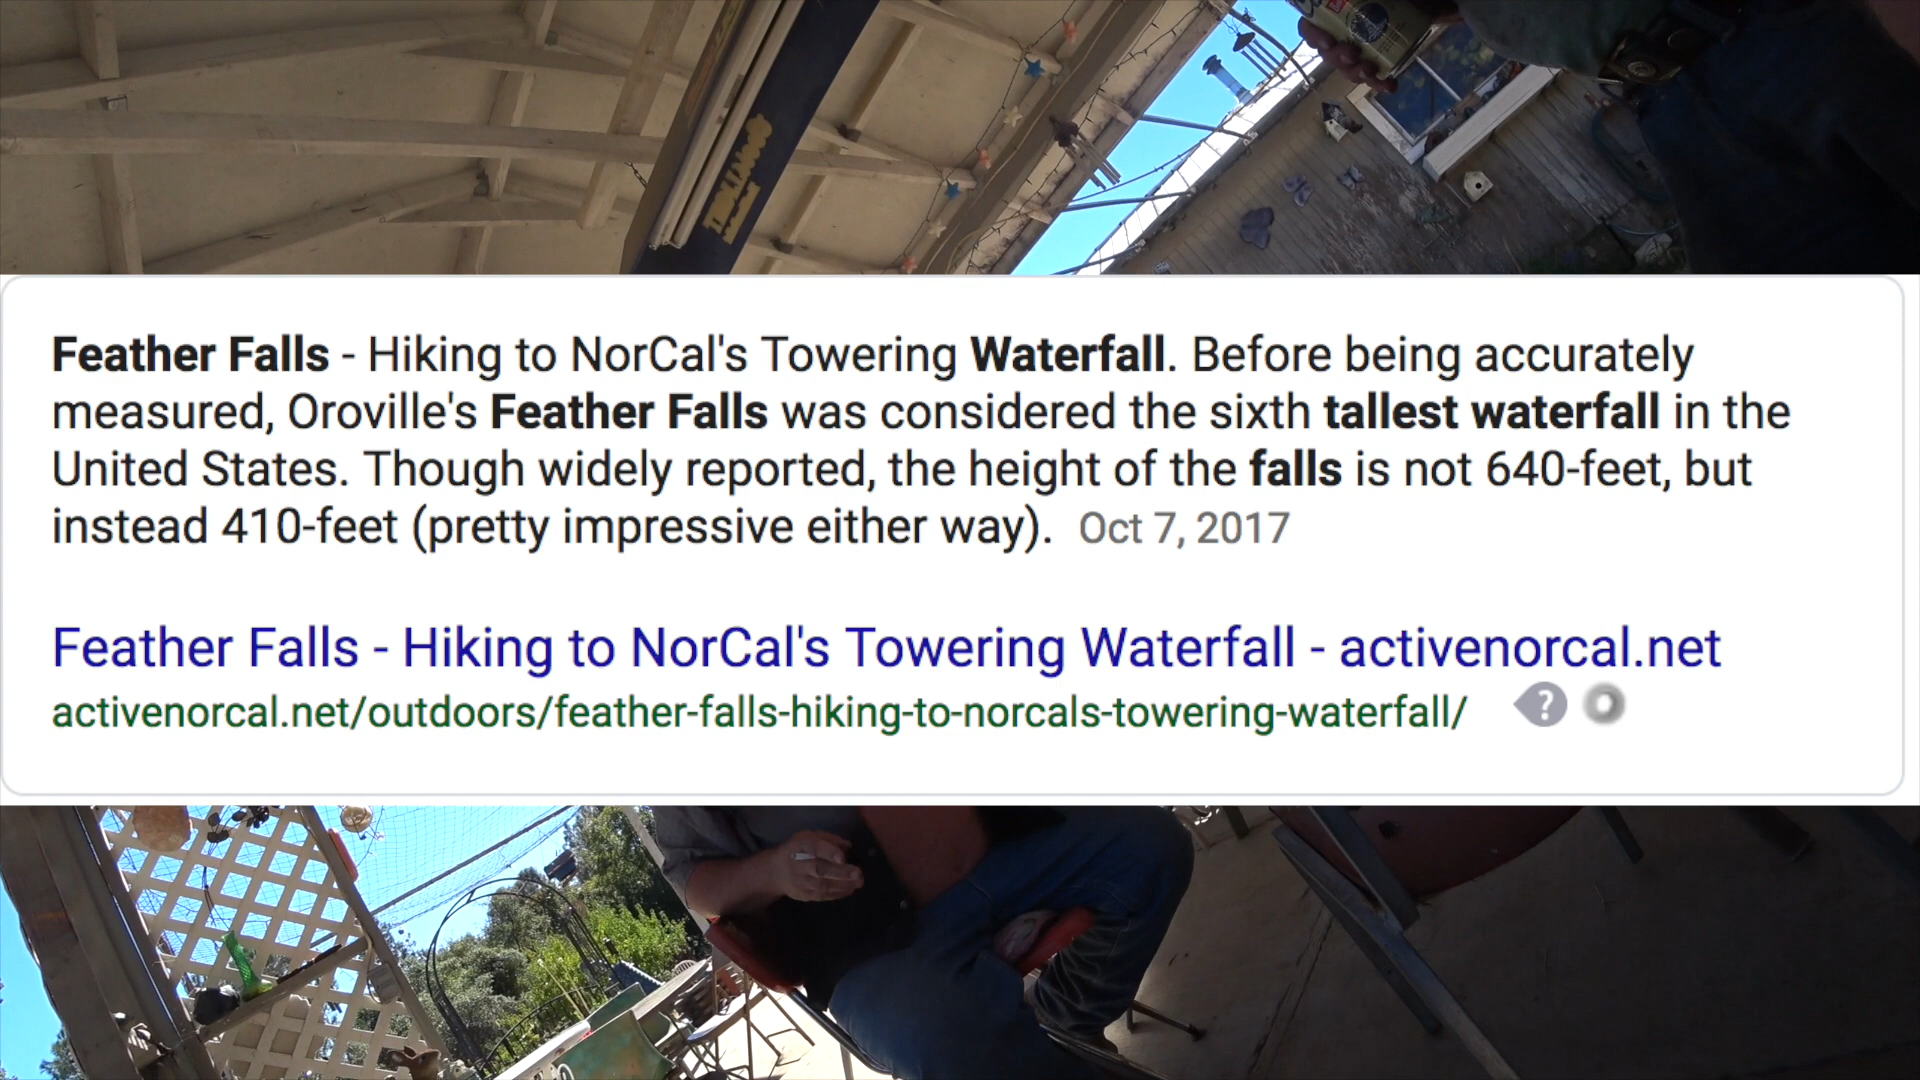 Feather Falls - Hiking to NorCal's Towering Waterfall. Before being accurately
measured, Oroville's Feather Falls was considered the sixth tallest waterfall in the
United States. Though widely reported, the height of the falls is not 640-feet, but
instead 410-feet (pretty impressive either way). Oct 7, 2017
Feather Falls - Hiking to NorCal's Towering Waterfall - activenorcal.net
activenorcal.net/outdoors/feather-falls-hiking-to-norcals-towering-waterfall/ ?